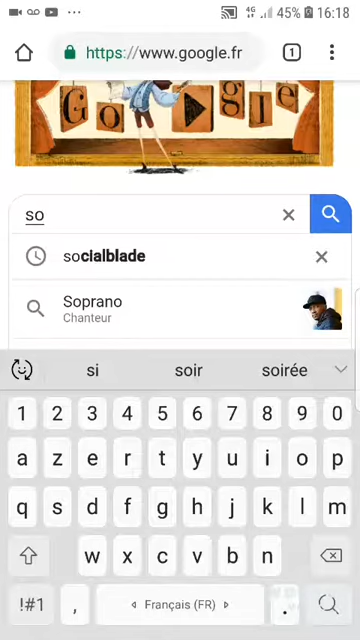 4G 45% 16:18
https://www.google.fr 1
Google
so
socialblade
Soprano
Chanteur
si soir soirée
1 2 3 4 5 6 7 8 9 0
a z e r t y u i o p
q s d f g h j k l m
w x c v b n
!#1 , Français (FR) .